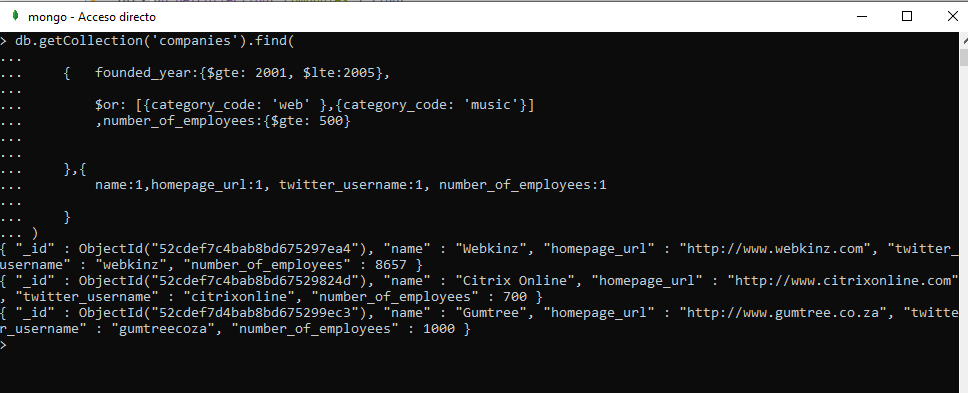 mongo - Acceso directo
> db.getCollection('companies').find(
...
...     {   founded_year:{$gte: 2001, $lte:2005},
...
...         $or: [{category_code: 'web' },{category_code: 'music'}]
...         ,number_of_employees:{$gte: 500}
...
...
...     },{
...         name:1,homepage_url:1, twitter_username:1, number_of_employees:1
...
...     }
... )
{ "_id" : ObjectId("52cdef7c4bab8bd675297ea4"), "name" : "Webkinz", "homepage_url" : "http://www.webkinz.com", "twitter_
username" : "webkinz", "number_of_employees" : 8657 }
{ "_id" : ObjectId("52cdef7c4bab8bd67529824d"), "name" : "Citrix Online", "homepage_url" : "http://www.citrixonline.com"
, "twitter_username" : "citrixonline", "number_of_employees" : 700 }
{ "_id" : ObjectId("52cdef7d4bab8bd675299ec3"), "name" : "Gumtree", "homepage_url" : "http://www.gumtree.co.za", "twitte
r_username" : "gumtreecoza", "number_of_employees" : 1000 }
>